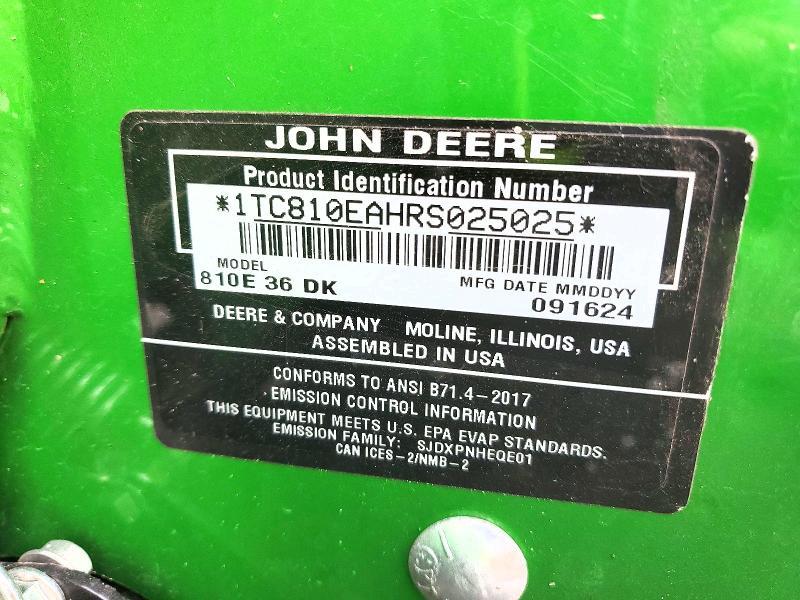 JOHN DEERE
Product Identification Number
*1TC810EAHRS025025*
MODEL
810E 36 DK
MFG DATE MMDDYY
091624
DEERE & COMPANY MOLINE, ILLINOIS, USA
ASSEMBLED IN USA
CONFORMS TO ANSI B71.4-2017
EMISSION CONTROL INFORMATION
THIS EQUIPMENT MEETS U.S. EPA EVAP STANDARDS.
EMISSION FAMILY: SJDXPNHEQE01
CAN ICES-2/NMB-2